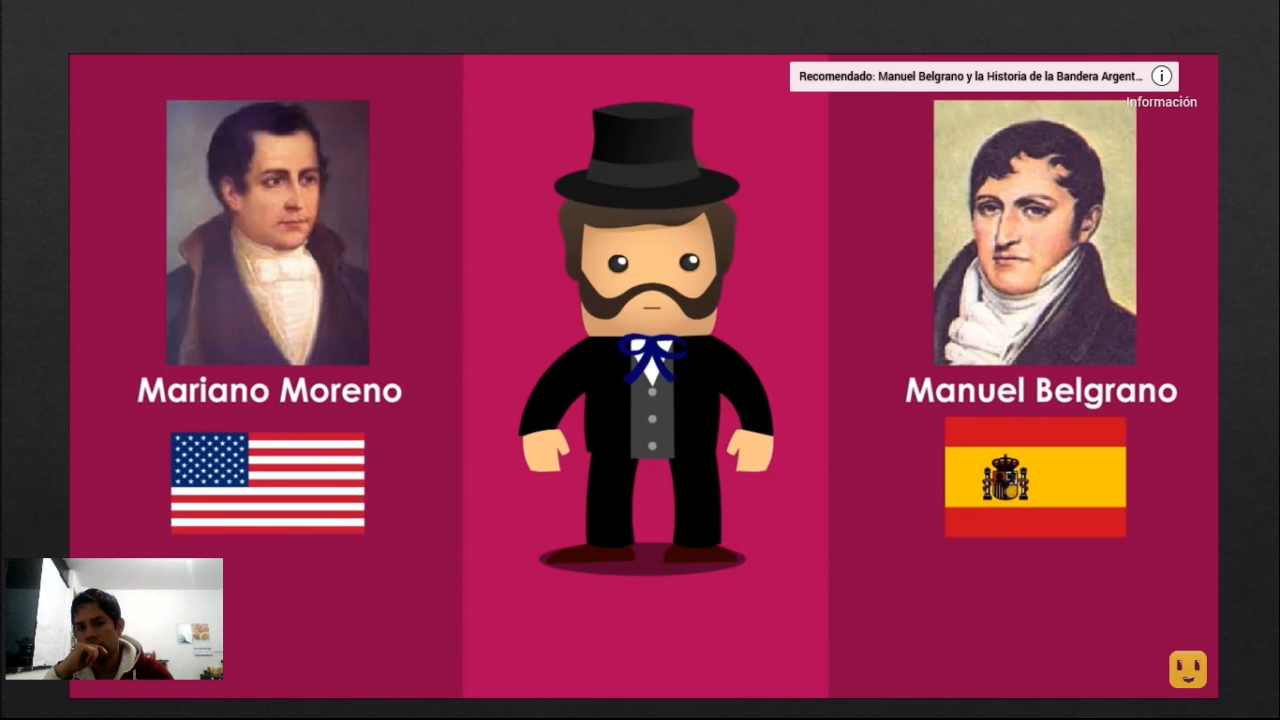 Recomendado: Manuel Belgrano y la Historia de la Bandera Argent...
Información
Mariano Moreno
Manuel Belgrano